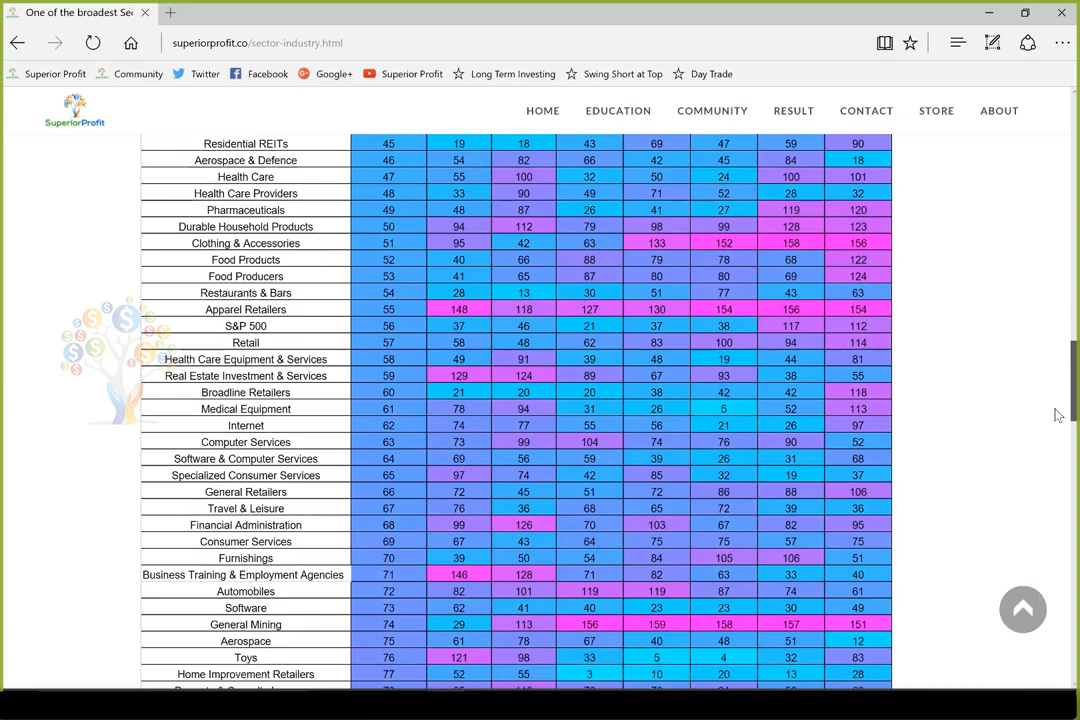 One of the broadest Sec
superiorprofit.co/sector-industry.html
Superior Profit Community Twitter Facebook Google+ Superior Profit Long Term Investing Swing Short at Top Day Trade
SuperiorProfit
HOME EDUCATION COMMUNITY RESULT CONTACT STORE ABOUT
Residential REITs 45 19 18 43 69 47 59 90
Aerospace & Defence 46 54 82 66 42 45 84 18
Health Care 47 55 100 32 50 24 100 101
Health Care Providers 48 33 90 49 71 52 28 32
Pharmaceuticals 49 48 87 26 41 27 119 120
Durable Household Products 50 94 112 79 98 99 128 123
Clothing & Accessories 51 95 42 63 133 152 158 156
Food Products 52 40 66 88 79 78 68 122
Food Producers 53 41 65 87 80 80 69 124
Restaurants & Bars 54 28 13 30 51 77 43 63
Apparel Retailers 55 148 118 127 130 154 156 154
S&P 500 56 37 46 21 37 38 117 112
Retail 57 58 48 62 83 100 94 114
Health Care Equipment & Services 58 49 91 39 48 19 44 81
Real Estate Investment & Services 59 129 124 89 67 93 38 55
Broadline Retailers 60 21 20 20 38 42 42 118
Medical Equipment 61 78 94 31 26 5 52 113
Internet 62 74 77 55 56 21 26 97
Computer Services 63 73 99 104 74 76 90 52
Software & Computer Services 64 69 56 59 39 26 31 68
Specialized Consumer Services 65 97 74 42 85 32 19 37
General Retailers 66 72 45 51 72 86 88 106
Travel & Leisure 67 76 36 68 65 72 39 36
Financial Administration 68 99 126 70 103 67 82 95
Consumer Services 69 67 43 64 75 75 57 75
Furnishings 70 39 50 54 84 105 106 51
Business Training & Employment Agencies 71 146 128 71 82 63 33 40
Automobiles 72 82 101 119 119 87 74 61
Software 73 62 41 40 23 23 30 49
General Mining 74 29 113 156 159 158 157 151
Aerospace 75 61 78 67 40 48 51 12
Toys 76 121 98 33 5 4 32 83
Home Improvement Retailers 77 52 55 3 10 20 13 28